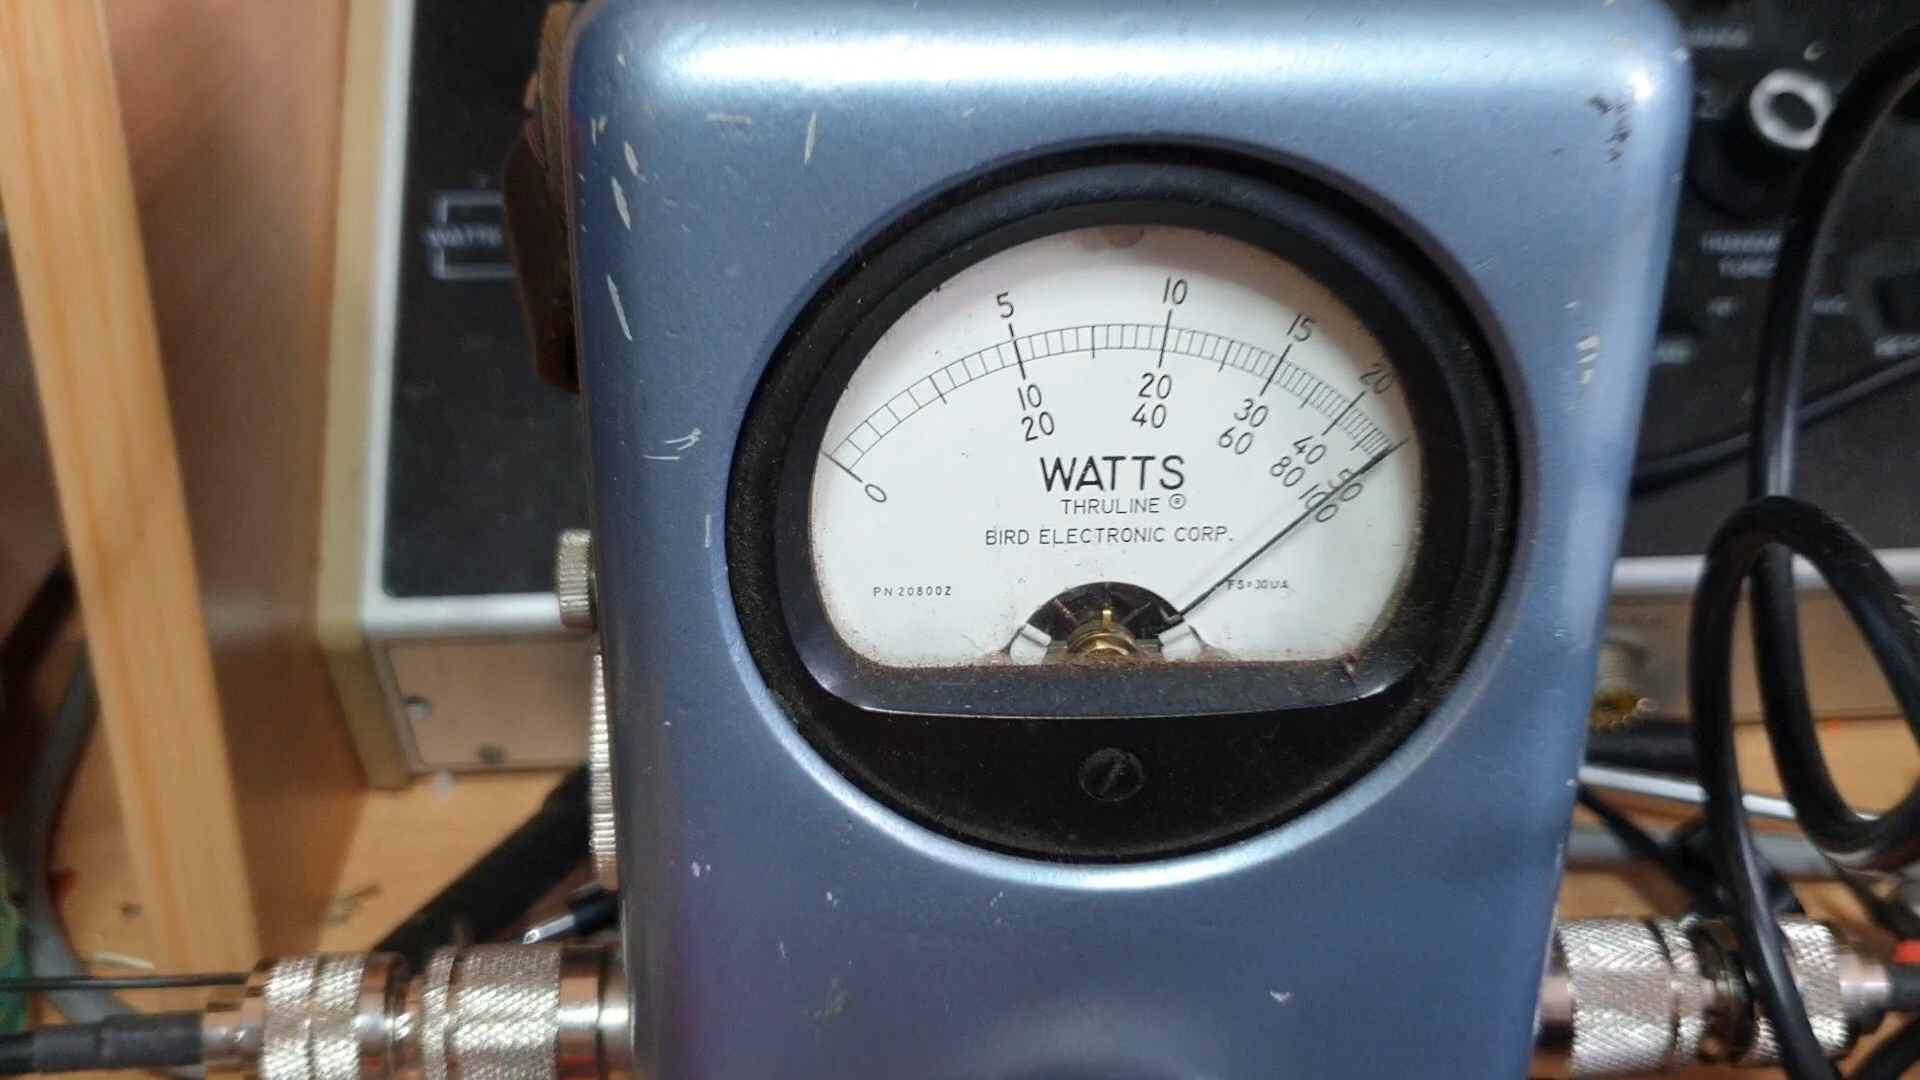 5 10 15 20
0 10 20 30 40 50
20 40 60 80 100
WATTS
THRULINE ®
BIRD ELECTRONIC CORP.
PN 208002 FS=30UA
WATTS